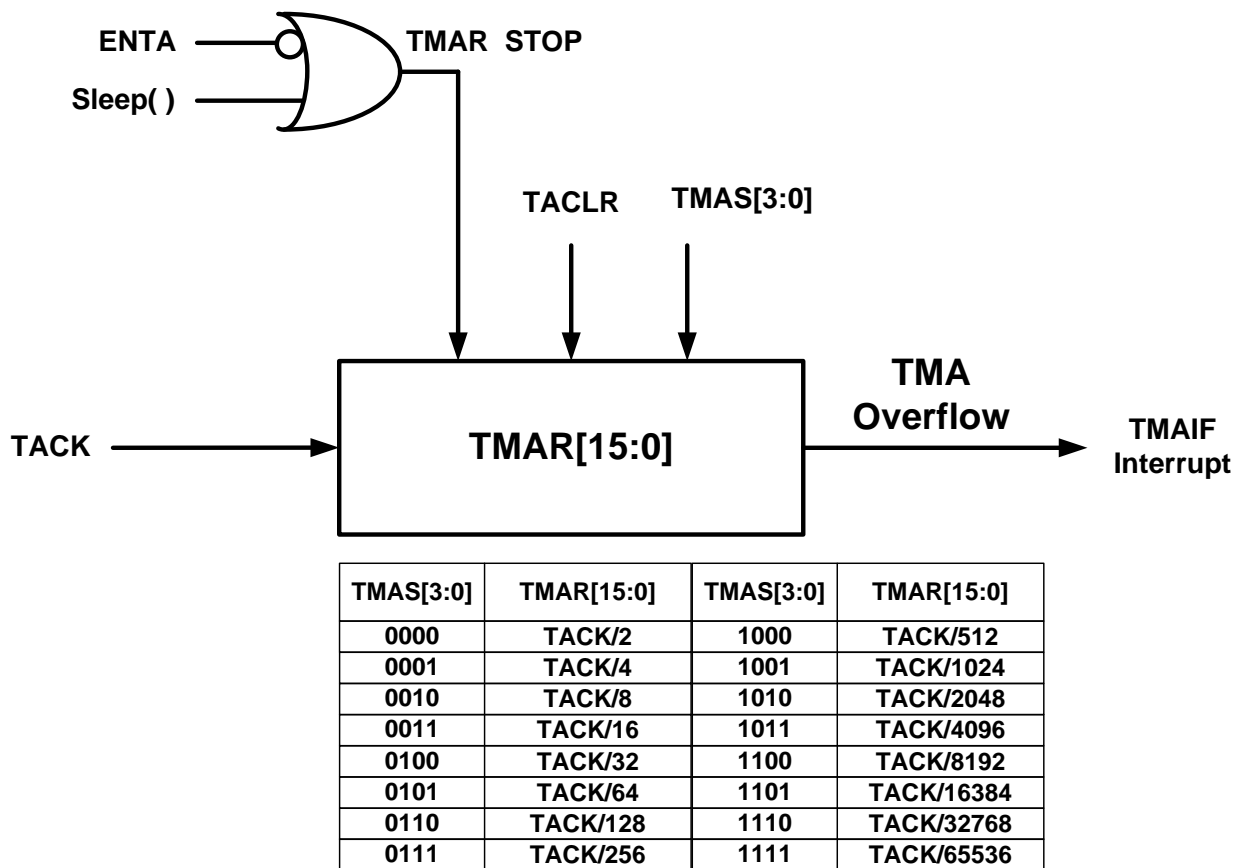 ENTA
TMAR STOP
Sleep( )
TACLR
TMAS[3:0]
TMA
Overflow
TACK
TMAR[15:0]
TMAIF
Interrupt
TMAS[3:0] TMAR[15:0] TMAS[3:0] TMAR[15:0]
0000 TACK/2 1000 TACK/512
0001 TACK/4 1001 TACK/1024
0010 TACK/8 1010 TACK/2048
0011 TACK/16 1011 TACK/4096
0100 TACK/32 1100 TACK/8192
0101 TACK/64 1101 TACK/16384
0110 TACK/128 1110 TACK/32768
0111 TACK/256 1111 TACK/65536